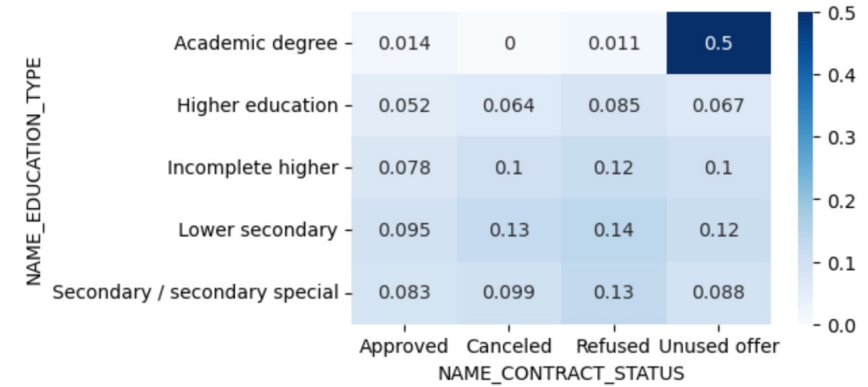 NAME_EDUCATION_TYPE
Academic degree 0.014 0 0.011 0.5
Higher education 0.052 0.064 0.085 0.067
Incomplete higher 0.078 0.1 0.12 0.1
Lower secondary 0.095 0.13 0.14 0.12
Secondary / secondary special 0.083 0.099 0.13 0.088
Approved Canceled Refused Unused offer
NAME_CONTRACT_STATUS
0.5
0.4
0.3
0.2
0.1
0.0